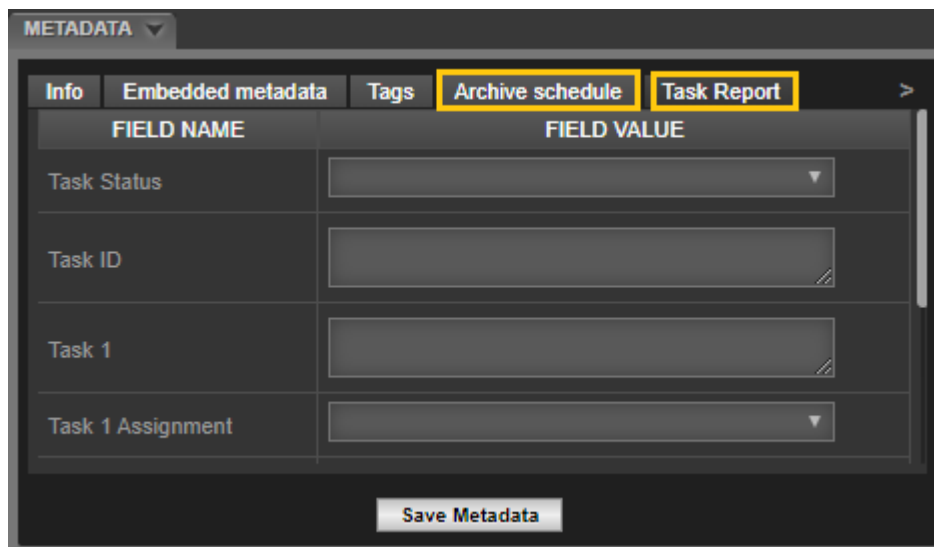 METADATA
Info Embedded metadata Tags Archive schedule Task Report >
FIELD NAME FIELD VALUE
Task Status
Task ID
Task 1
Task 1 Assignment
Save Metadata